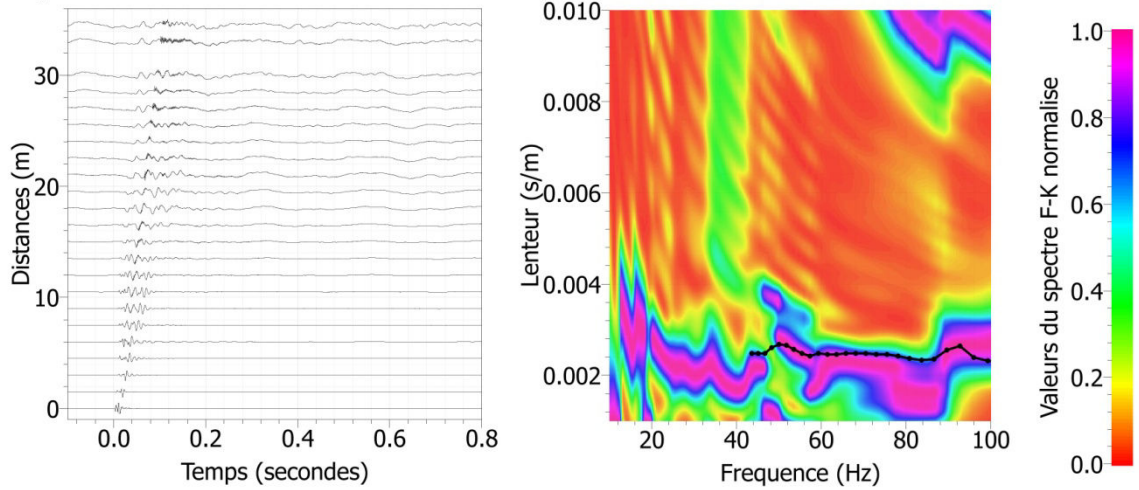 Distances (m)
30
20
10
0
0.0 0.2 0.4 0.6 0.8
Temps (secondes)
Lenteur (s/m)
0.010
0.008
0.006
0.004
0.002
20 40 60 80 100
Frequence (Hz)
Valeurs du spectre F-K normalise
1.0
0.8
0.6
0.4
0.2
0.0